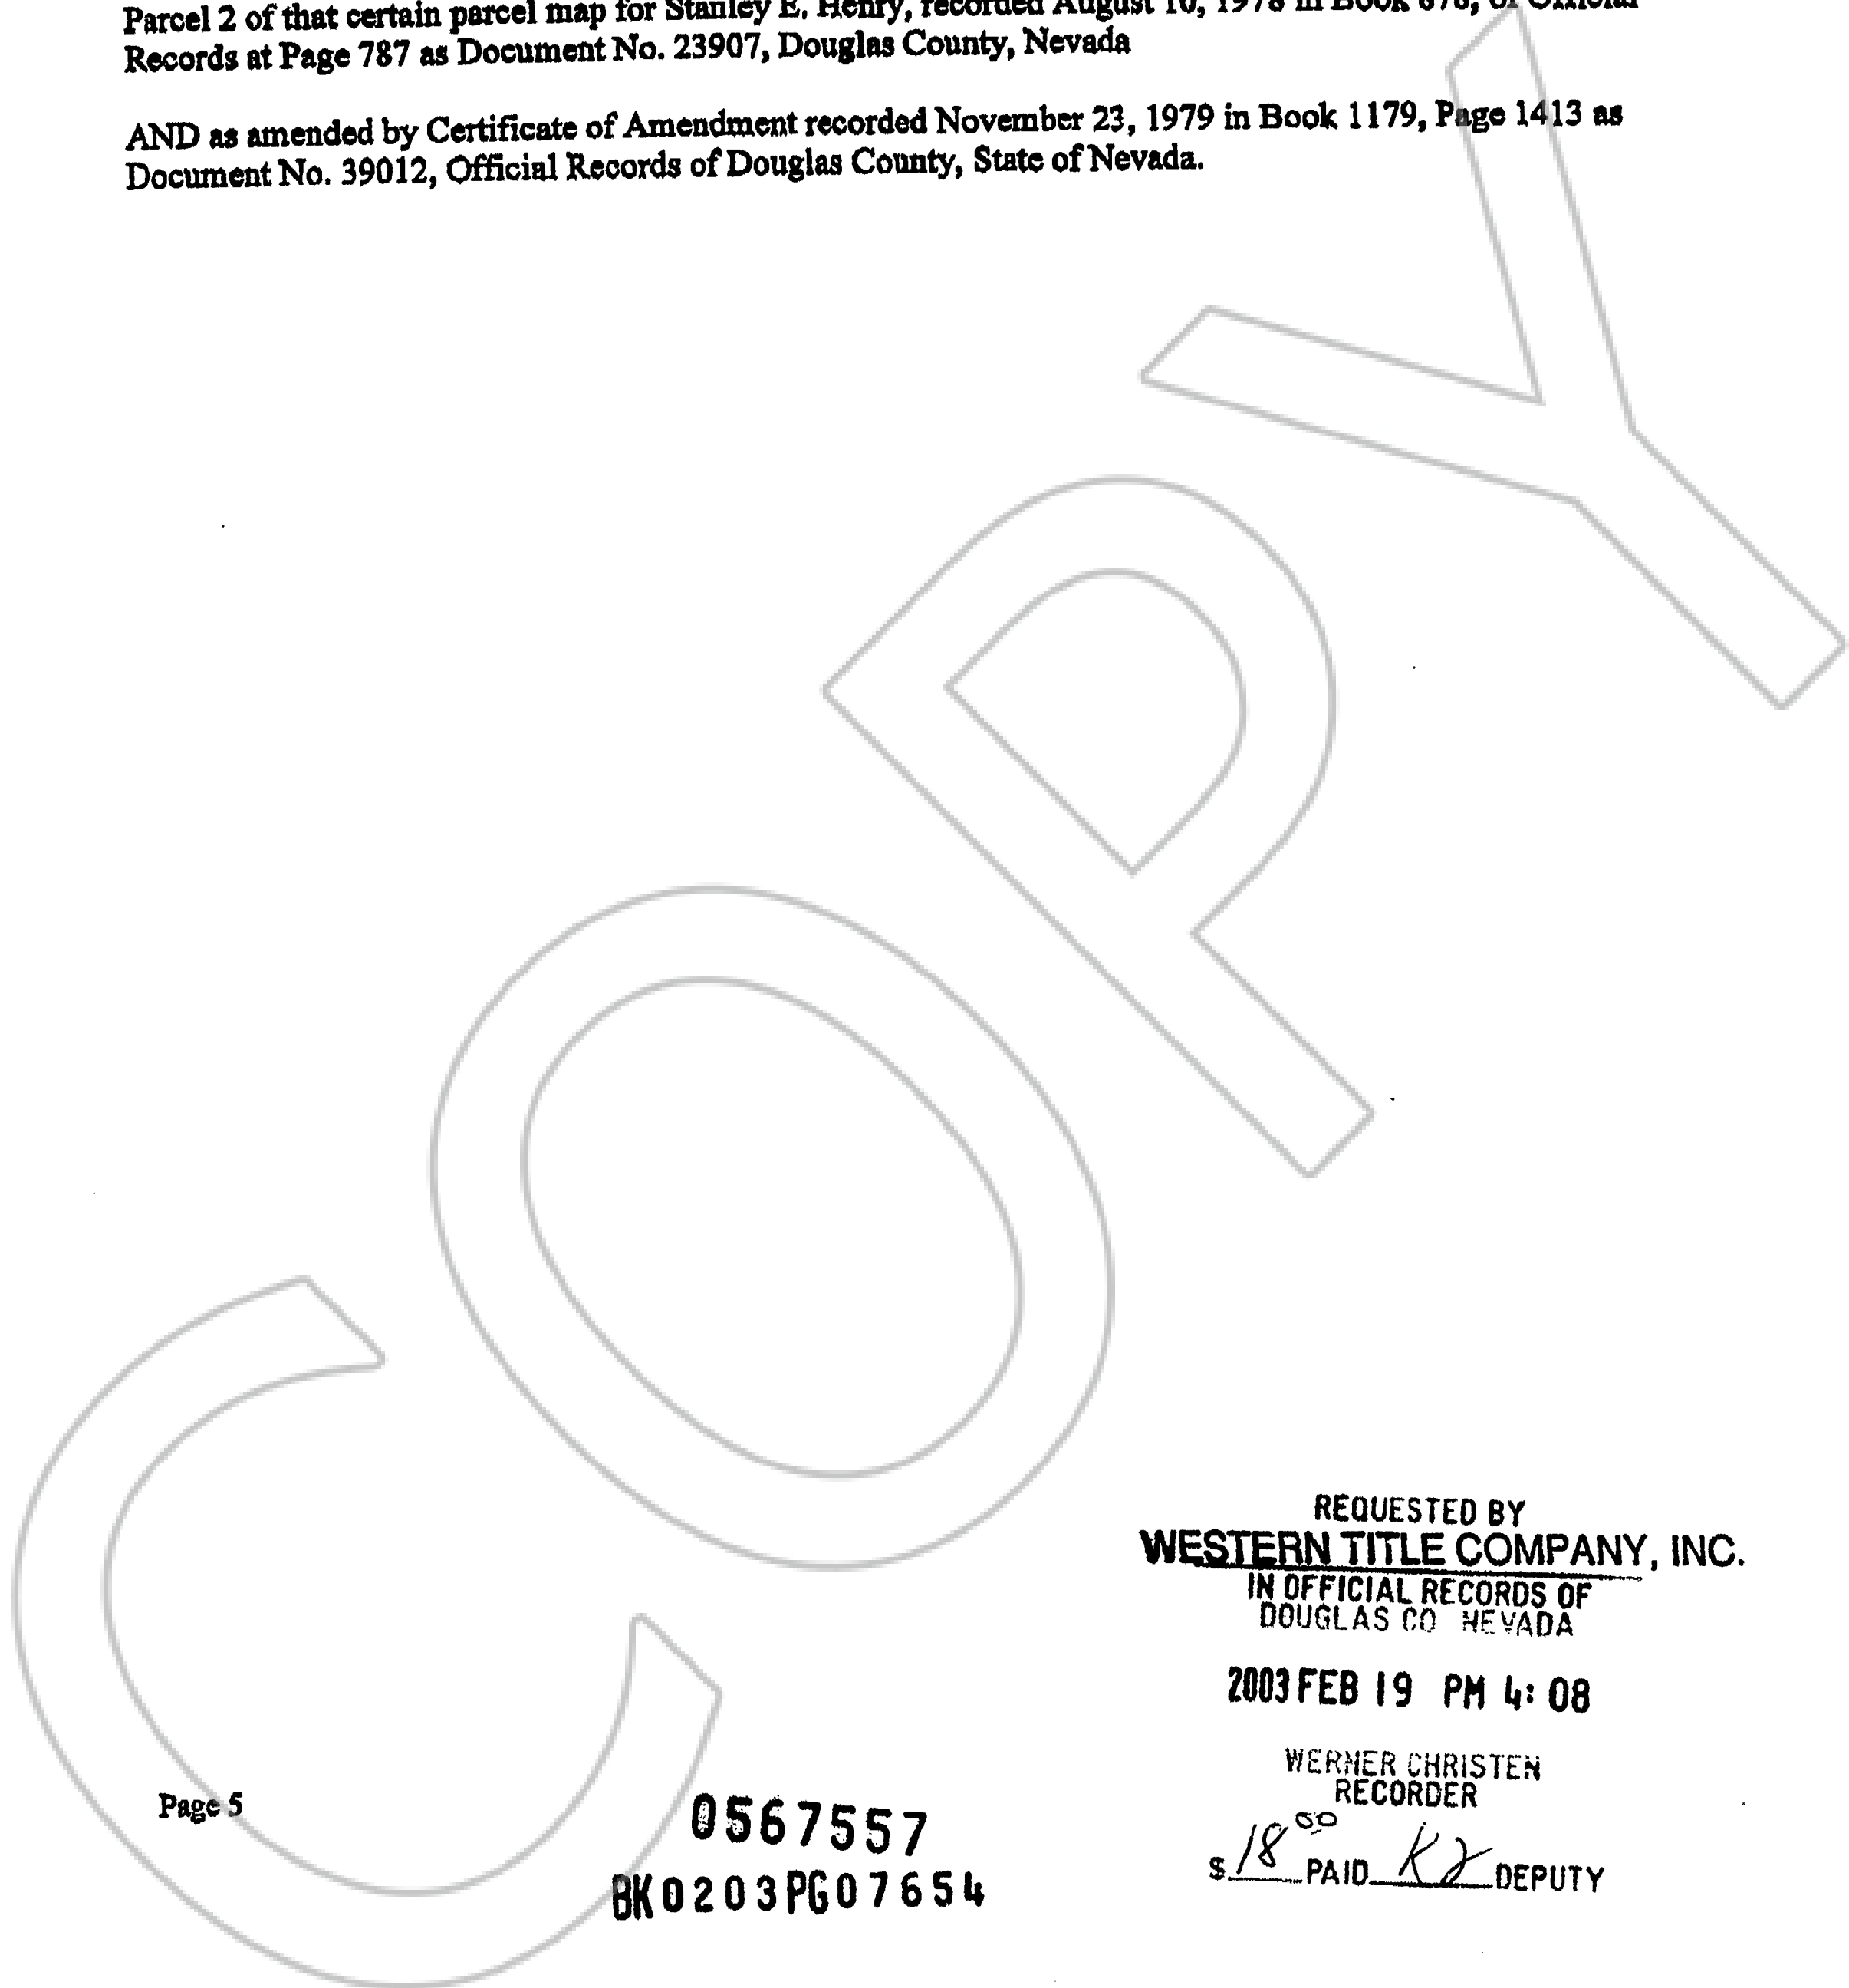 Parcel 2 of that certain parcel map for Stanley E. Henry, recorded August 10, 1978 in Book 878, of Official
Records at Page 787 as Document No. 23907, Douglas County, Nevada
AND as amended by Certificate of Amendment recorded November 23, 1979 in Book 1179, Page 1413 as
Document No. 39012, Official Records of Douglas County, State of Nevada.
COPY
REQUESTED BY
WESTERN TITLE COMPANY, INC.
IN OFFICIAL RECORDS OF
DOUGLAS CO NEVADA
2003 FEB 19 PM 4: 08
WERNER CHRISTEN
RECORDER
$ 18 00 PAID DEPUTY
Page 5
0567557
BK0203PG07654